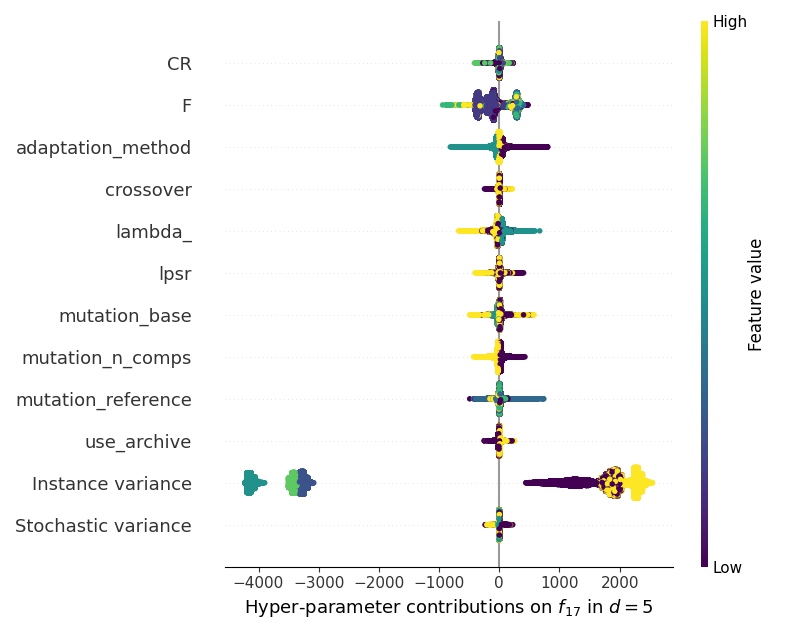 High
CR
F
adaptation_method
crossover
lambda_
lpsr
mutation_base
mutation_n_comps
mutation_reference
use_archive
Instance variance
Stochastic variance
Feature value
Low
−4000 −3000 −2000 −1000 0 1000 2000
Hyper-parameter contributions on f17 in d = 5